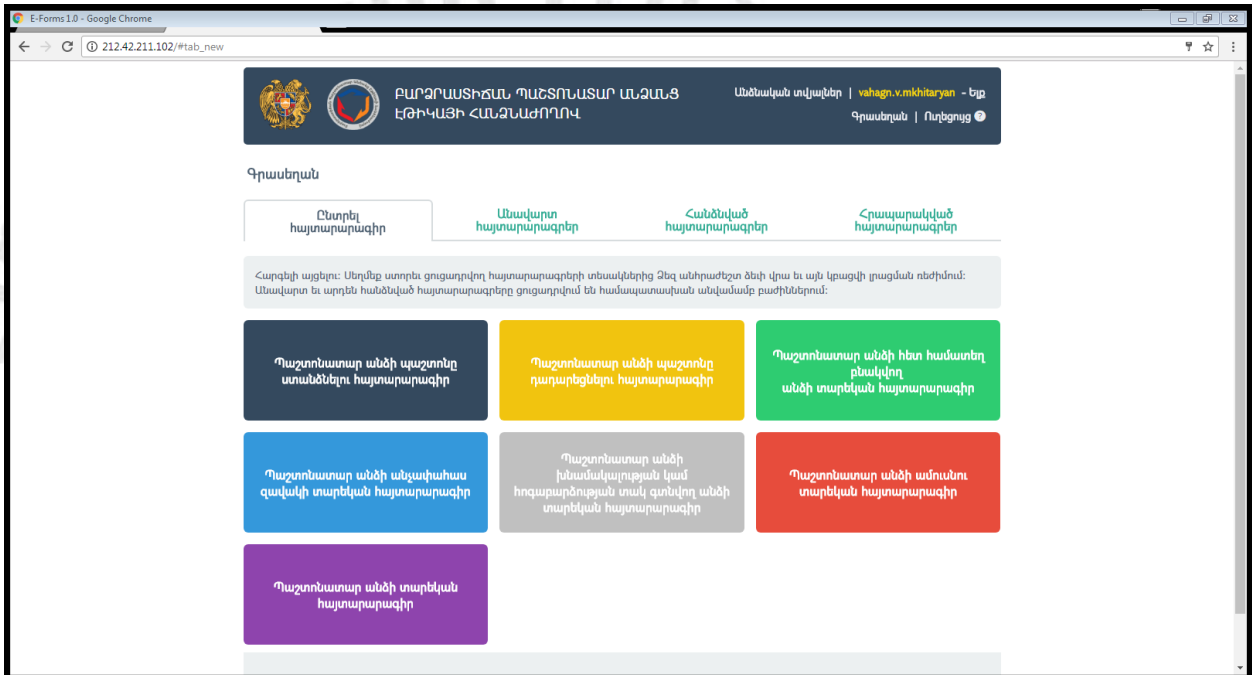 E-Forms 1.0 - Google Chrome
212.42.211.102/#tab_new
ԲԱՐՁՐԱՍՏԻՃԱՆ ՊԱՇՏՈՆԱՏԱՐ ԱՆՁԱՆՑ
ԷԹԻԿԱՅԻ ՀԱՆՁՆԱԺՈՂՈՎ
Անձնական տվյալներ | vahagn.v.mkhitaryan - Ելք
Գրասեղան | Ուղեցույց
Գրասեղան
Ընտրել
հայտարարագիր
Անավարտ
հայտարարագրեր
Հանձնված
հայտարարագրեր
Հրապարակված
հայտարարագրեր
Հարգելի այցելու: Սեղմեք ստորեւ ցուցադրվող հայտարարագրերի տեսակներից Ձեզ անհրաժեշտ ձեւի վրա եւ այն կբացվի լրացման ռեժիմում:
Անավարտ եւ արդեն հանձնված հայտարարագրերը ցուցադրվում են համապատասխան անվամամբ բաժիններում:
Պաշտոնատար անձի պաշտոնը
ստանձնելու հայտարարագիր
Պաշտոնատար անձի պաշտոնը
դադարեցնելու հայտարարագիր
Պաշտոնատար անձի հետ համատեղ
բնակվող
անձի տարեկան հայտարարագիր
Պաշտոնատար անձի անչափահաս
զավակի տարեկան հայտարարագիր
Պաշտոնատար անձի
խնամակալության կամ
հոգաբարձության տակ գտնվող անձի
տարեկան հայտարարագիր
Պաշտոնատար անձի ամուսնու
տարեկան հայտարարագիր
Պաշտոնատար անձի տարեկան
հայտարարագիր